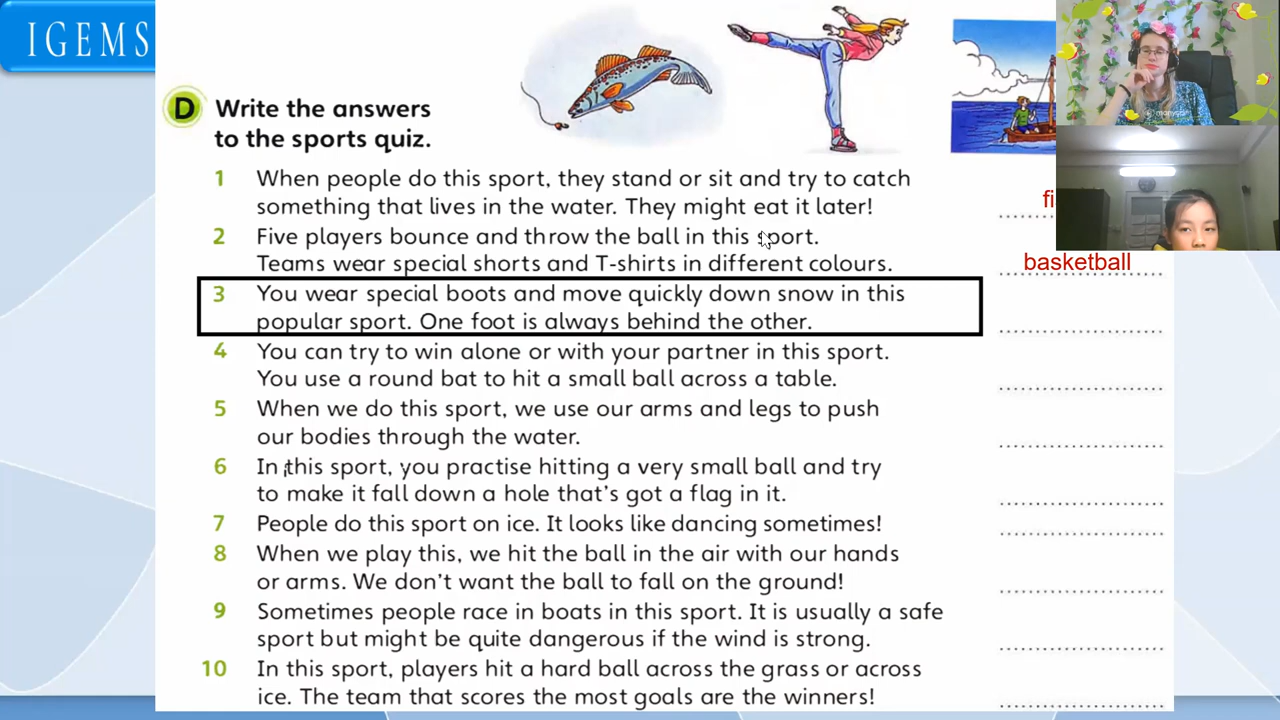 IGEMS
D Write the answers
to the sports quiz.
1 When people do this sport, they stand or sit and try to catch
something that lives in the water. They might eat it later!
fi
2 Five players bounce and throw the ball in this sport.
Teams wear special shorts and T-shirts in different colours.
basketball
3 You wear special boots and move quickly down snow in this
popular sport. One foot is always behind the other.
4 You can try to win alone or with your partner in this sport.
You use a round bat to hit a small ball across a table.
5 When we do this sport, we use our arms and legs to push
our bodies through the water.
6 In this sport, you practise hitting a very small ball and try
to make it fall down a hole that's got a flag in it.
7 People do this sport on ice. It looks like dancing sometimes!
8 When we play this, we hit the ball in the air with our hands
or arms. We don't want the ball to fall on the ground!
9 Sometimes people race in boats in this sport. It is usually a safe
sport but might be quite dangerous if the wind is strong.
10 In this sport, players hit a hard ball across the grass or across
ice. The team that scores the most goals are the winners!